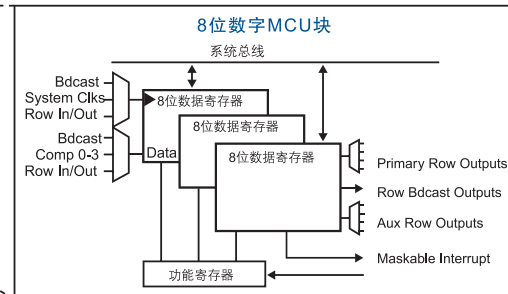 8位数字MCU块
系统总线
Bdcast
System Clks
Row In/Out
Bdcast
Comp 0-3
Row In/Out
8位数据寄存器
8位数据寄存器
Data
8位数据寄存器
Primary Row Outputs
Row Bdcast Outputs
Aux Row Outputs
Maskable Interrupt
功能寄存器